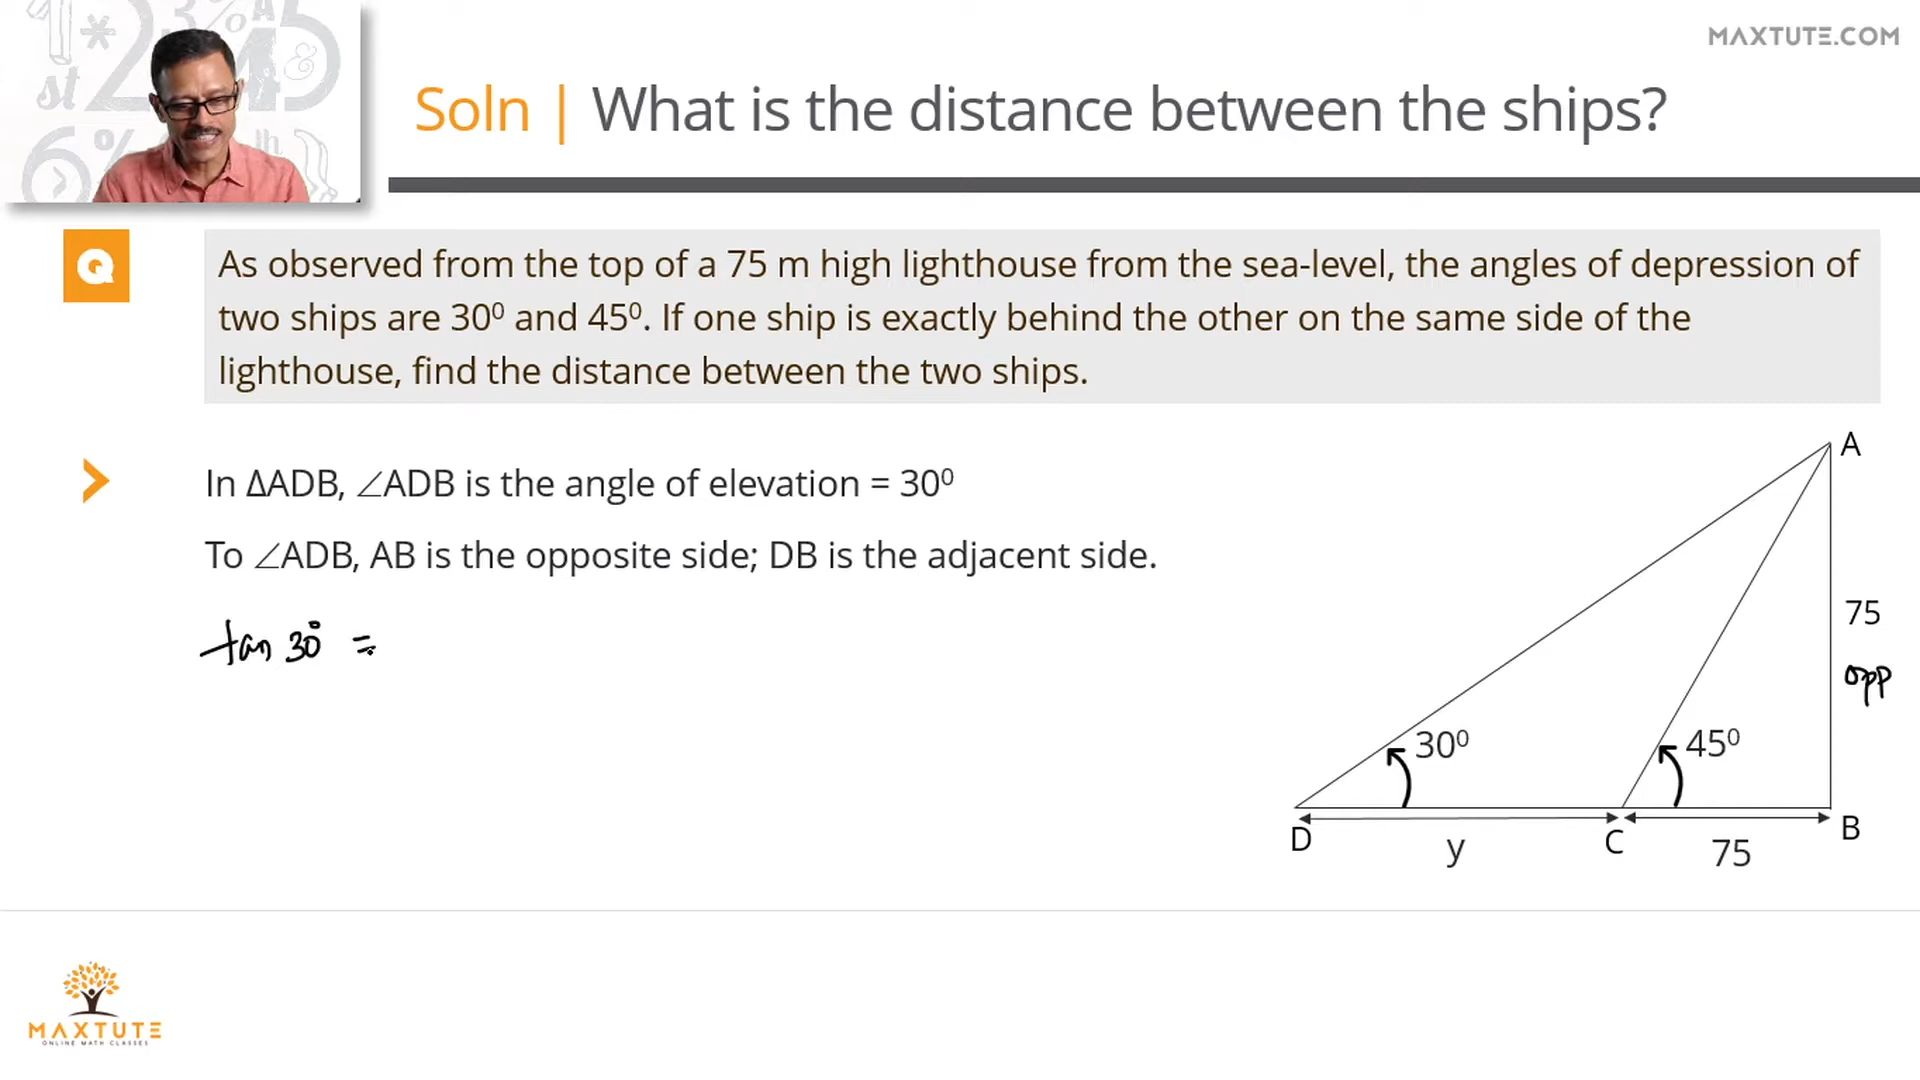 MAXTUTE.COM
Soln | What is the distance between the ships?
Q
As observed from the top of a 75 m high lighthouse from the sea-level, the angles of depression of
two ships are 30⁰ and 45⁰. If one ship is exactly behind the other on the same side of the
lighthouse, find the distance between the two ships.
In ΔADB, ∠ADB is the angle of elevation = 30⁰
To ∠ADB, AB is the opposite side; DB is the adjacent side.
tan 30° =
A
75
opp
30⁰
45⁰
D
C
B
y
75
MAXTUTE
ONLINE MATH CLASSES